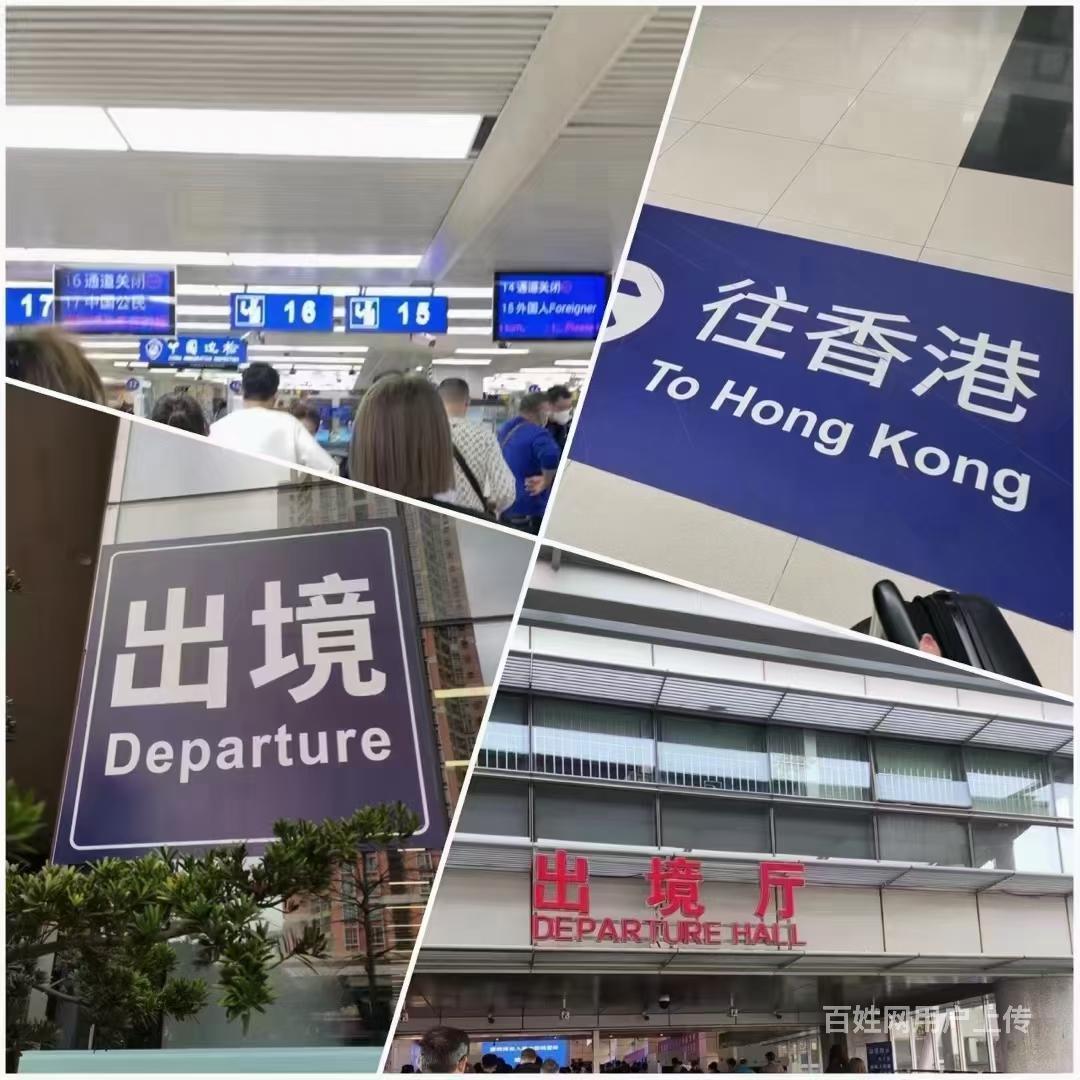 17
16通道关闭
17中国公民
16
15
14通道关闭
15外国人Foreigner
中国边检
往香港
To Hong Kong
出境
Departure
出境厅
DEPARTURE HALL
百姓网用户上传